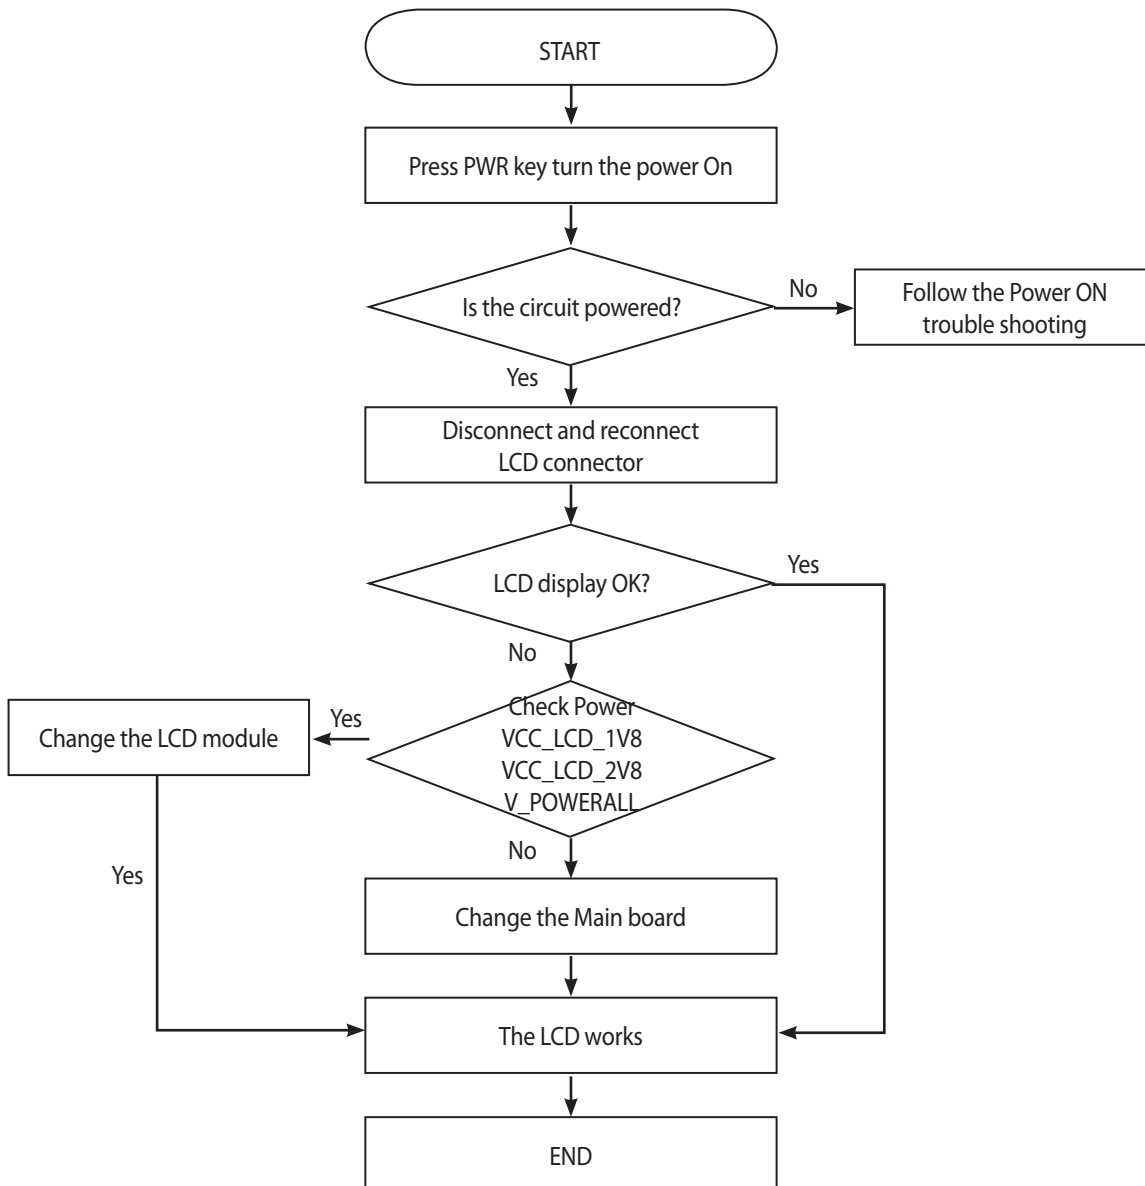 START
Press PWR key turn the power On
Is the circuit powered?
No
Follow the Power ON
trouble shooting
Yes
Disconnect and reconnect
LCD connector
LCD display OK?
Yes
No
Check Power
VCC_LCD_1V8
VCC_LCD_2V8
V_POWERALL
Yes
Change the LCD module
No
Yes
Change the Main board
The LCD works
END